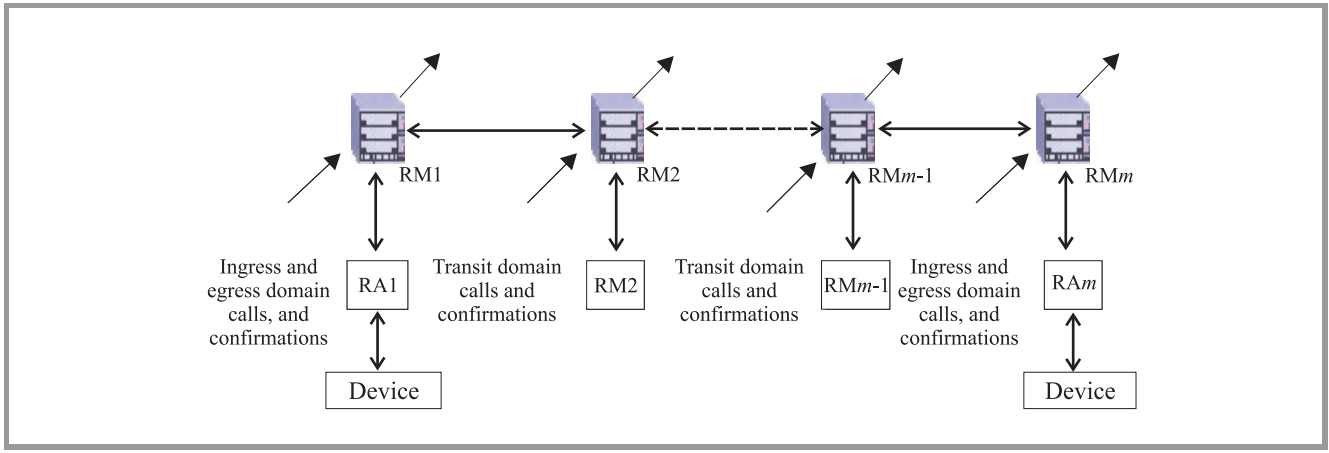 RM1
RM2
RMm-1
RMm
Ingress and
egress domain
calls, and
confirmations
RA1
Transit domain
calls and
confirmations
RM2
Transit domain
calls and
confirmations
RMm-1
Ingress and
egress domain
calls, and
confirmations
RAm
Device
Device